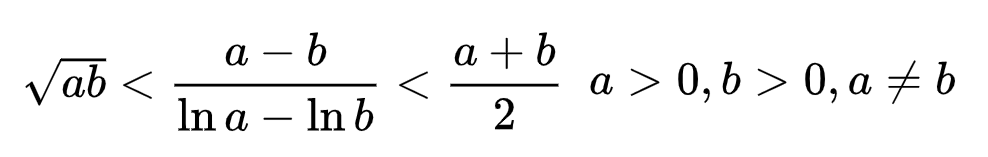 √ab < (a − b)/(ln a − ln b) < (a + b)/2 a > 0, b > 0, a ≠ b